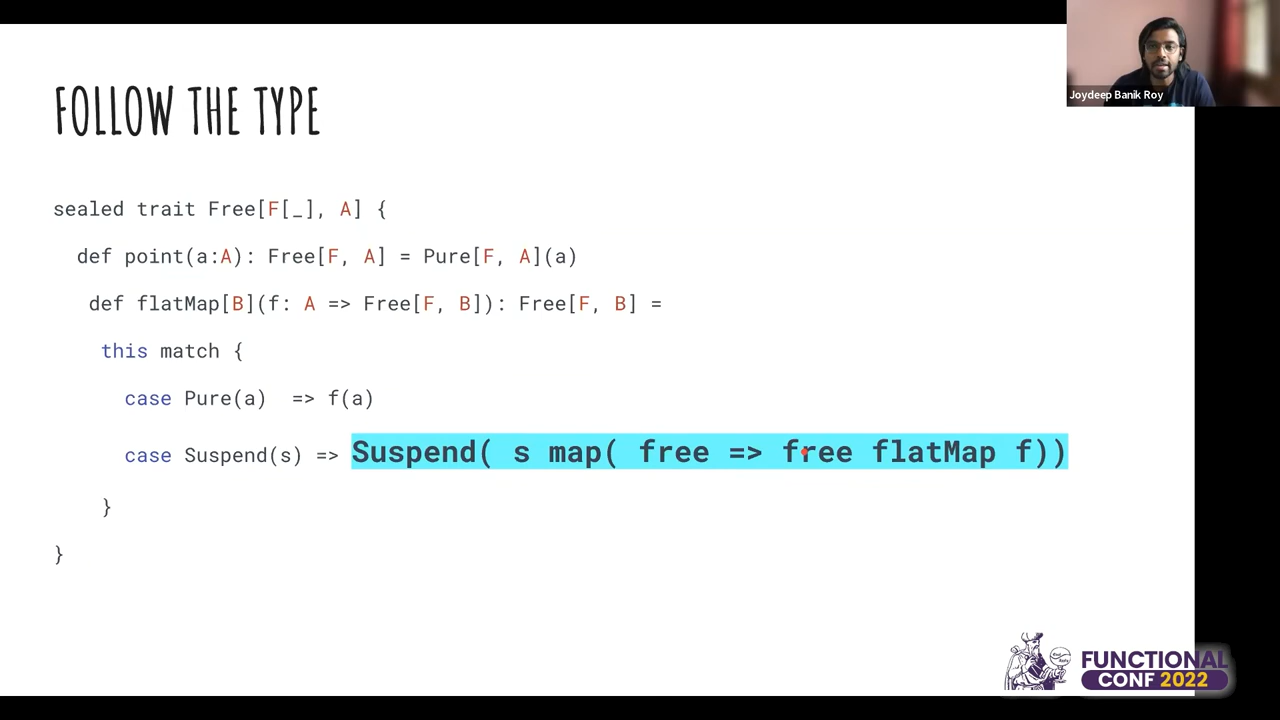 FOLLOW THE TYPE
Joydeep Banik Roy
sealed trait Free[F[_], A] {
def point(a:A): Free[F, A] = Pure[F, A](a)
def flatMap[B](f: A => Free[F, B]): Free[F, B] =
this match {
case Pure(a) => f(a)
case Suspend(s) => Suspend( s map( free => free flatMap f))
}
}
FUNCTIONAL
CONF 2022